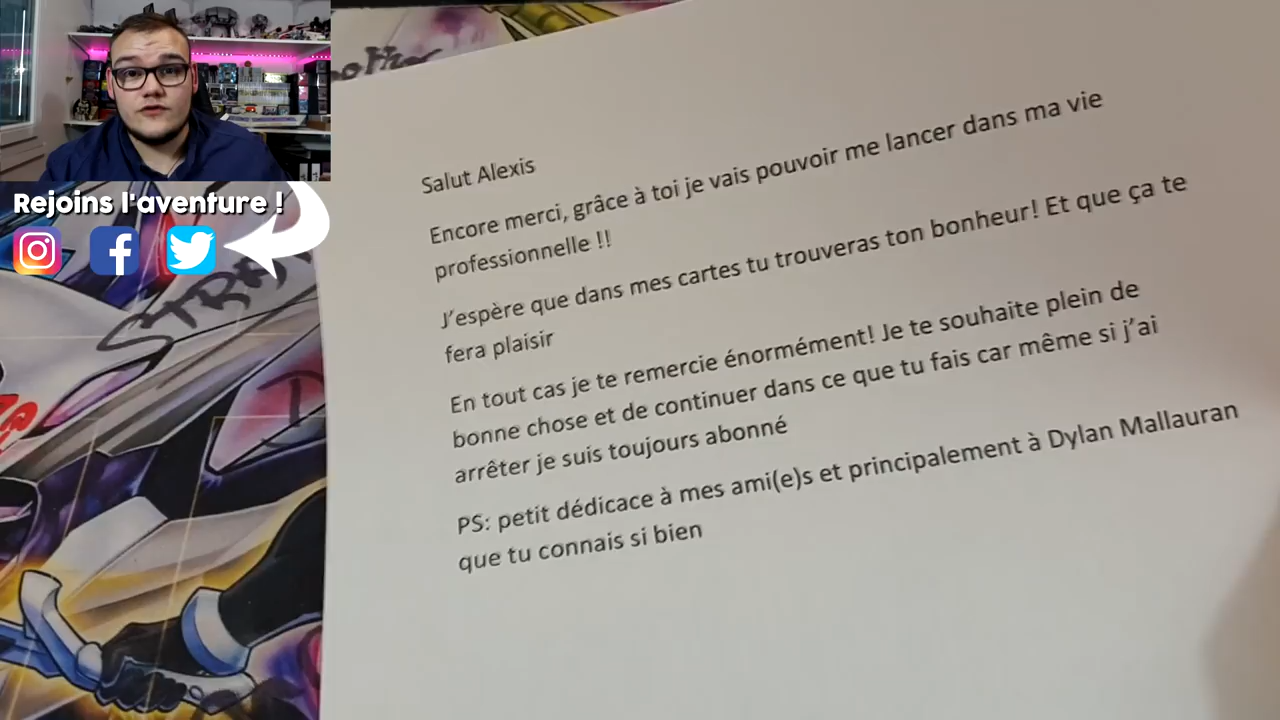 Rejoins l'aventure !
Salut Alexis
Encore merci, grâce à toi je vais pouvoir me lancer dans ma vie
professionnelle !!
J'espère que dans mes cartes tu trouveras ton bonheur! Et que ça te
fera plaisir
En tout cas je te remercie énormément! Je te souhaite plein de
bonne chose et de continuer dans ce que tu fais car même si j'ai
arrêter je suis toujours abonné
PS: petit dédicace à mes ami(e)s et principalement à Dylan Mallauran
que tu connais si bien